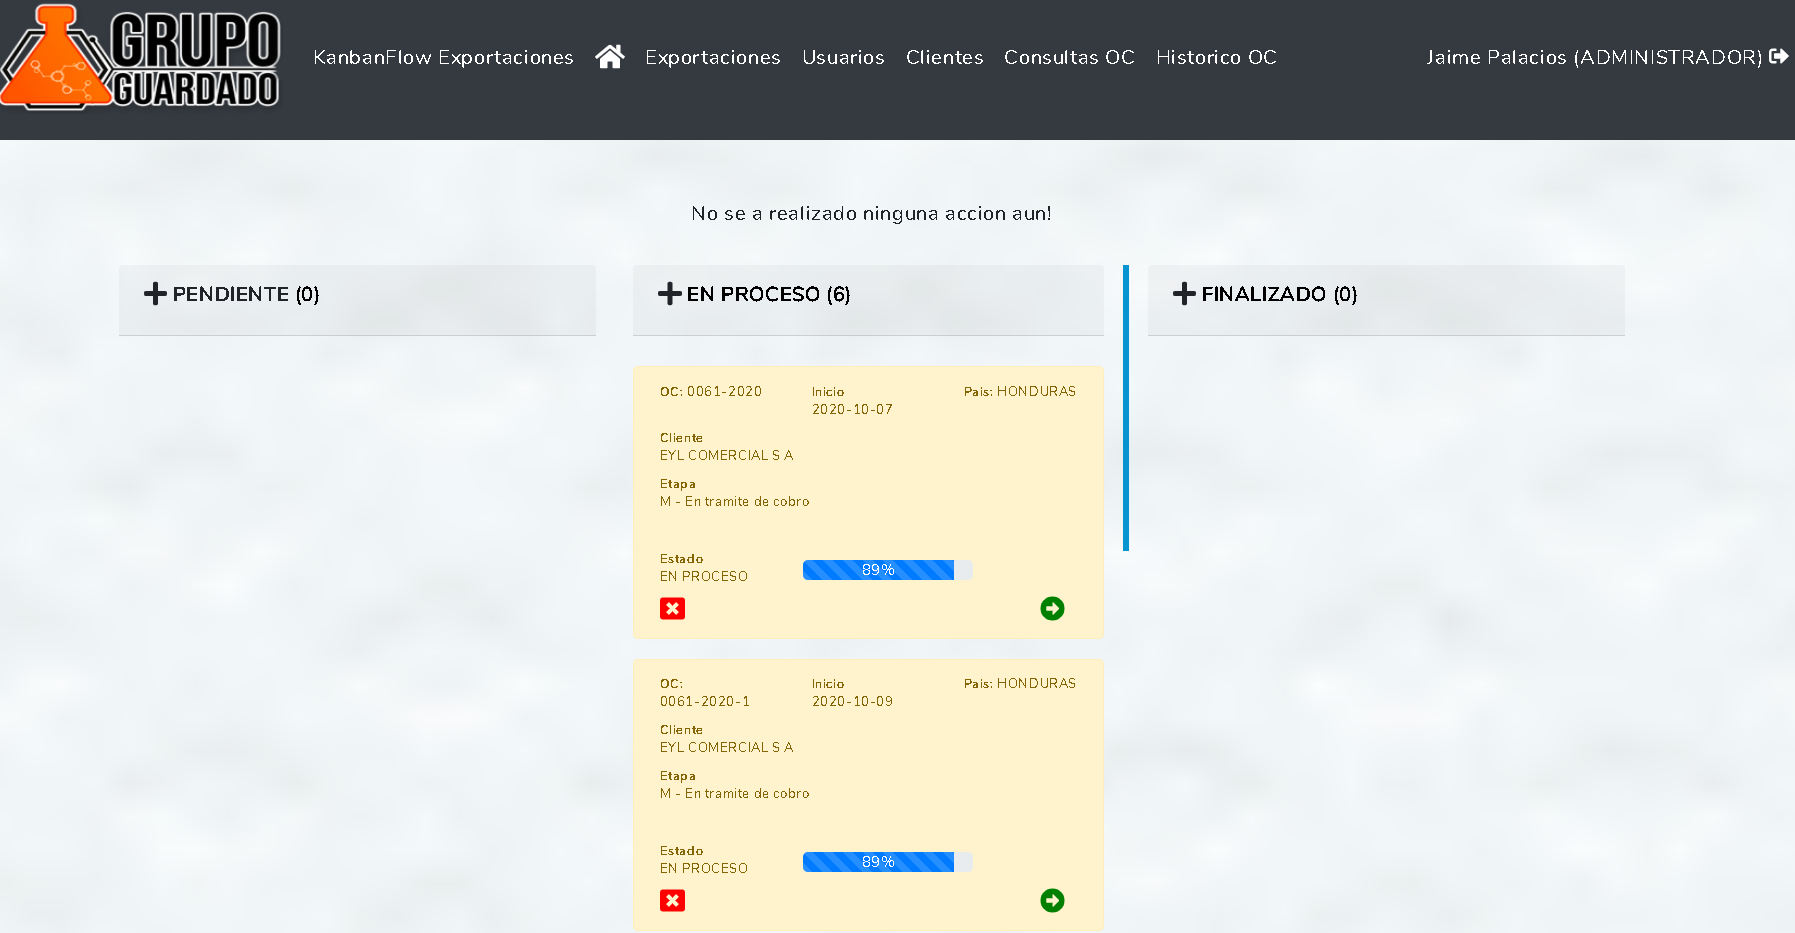 GRUPO
GUARDADO
KanbanFlow Exportaciones Exportaciones Usuarios Clientes Consultas OC Historico OC Jaime Palacios (ADMINISTRADOR)
No se a realizado ninguna accion aun!
PENDIENTE (0)
EN PROCESO (6)
FINALIZADO (0)
OC: 0061-2020 Inicio Pais: HONDURAS
2020-10-07
Cliente
EYL COMERCIAL S A
Etapa
M - En tramite de cobro
Estado
EN PROCESO
89%
OC: Inicio Pais: HONDURAS
0061-2020-1 2020-10-09
Cliente
EYL COMERCIAL S A
Etapa
M - En tramite de cobro
Estado
EN PROCESO
89%